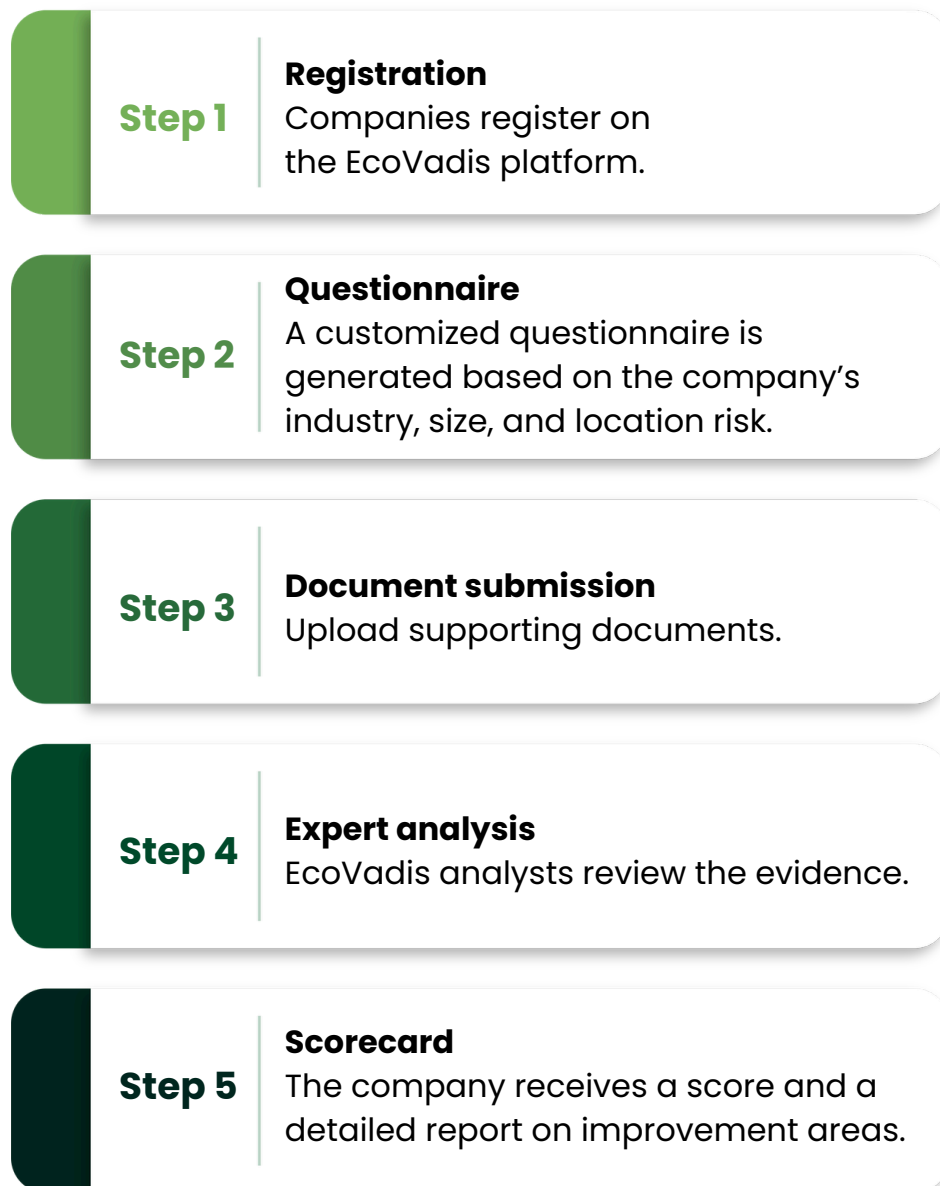 Step 1
Registration
Companies register on
the EcoVadis platform.
Step 2
Questionnaire
A customized questionnaire is
generated based on the company’s
industry, size, and location risk.
Step 3
Document submission
Upload supporting documents.
Step 4
Expert analysis
EcoVadis analysts review the evidence.
Step 5
Scorecard
The company receives a score and a
detailed report on improvement areas.